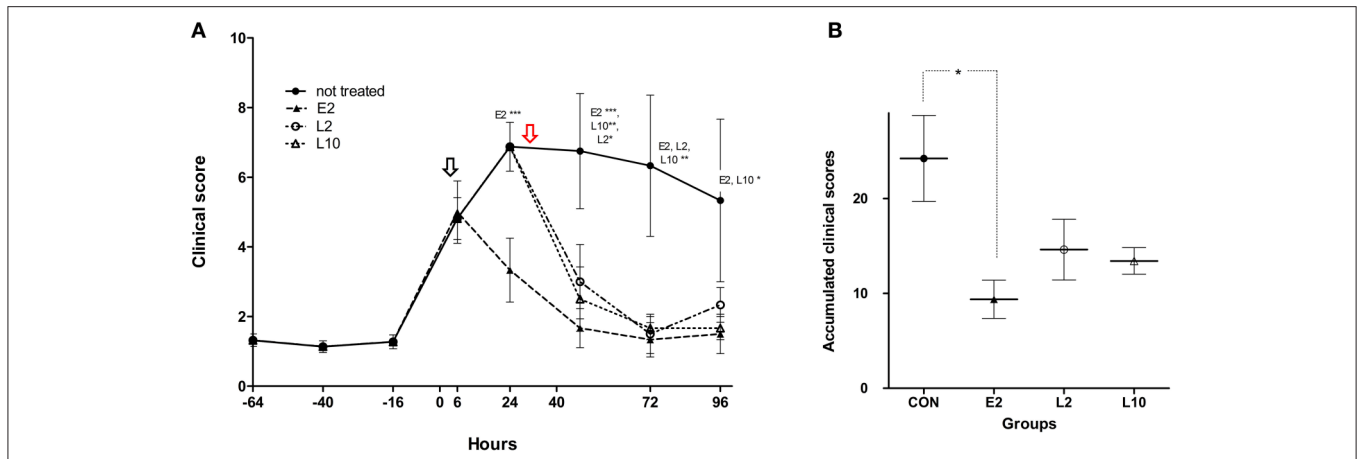 A
Clinical score
10
8
6
4
2
0
not treated
E2
L2
L10
E2 ***
E2 ***,
L10**,
L2*
E2, L2,
L10 **
E2, L10 *
-64 -40 -16 0 6 24 40 72 96
Hours
B
*
Accumulated clinical scores
20
10
0
CON E2 L2 L10
Groups